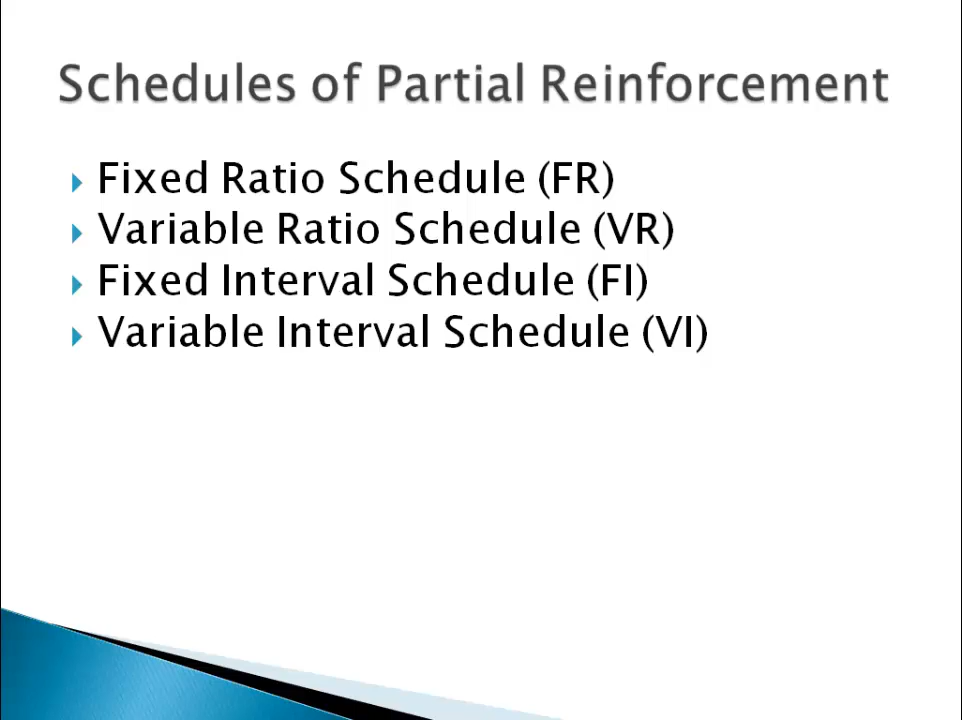 Schedules of Partial Reinforcement
Fixed Ratio Schedule (FR)
Variable Ratio Schedule (VR)
Fixed Interval Schedule (FI)
Variable Interval Schedule (VI)